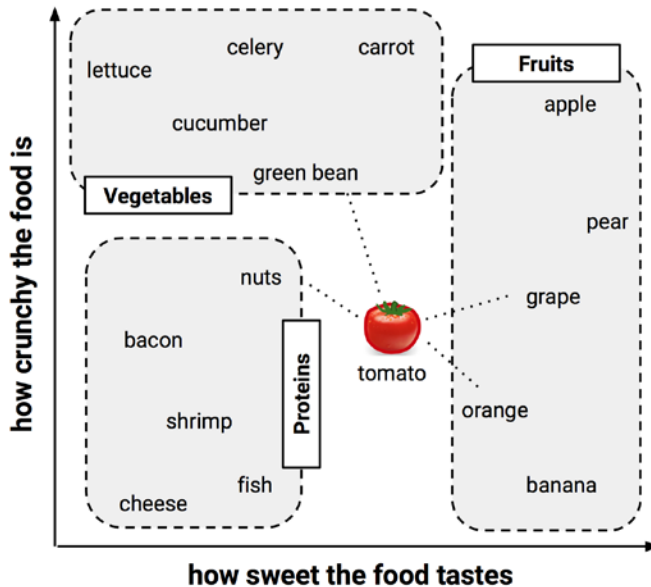 how crunchy the food is
celery
carrot
lettuce
cucumber
green bean
Vegetables
Fruits
apple
pear
grape
orange
banana
nuts
bacon
shrimp
fish
cheese
Proteins
tomato
how sweet the food tastes